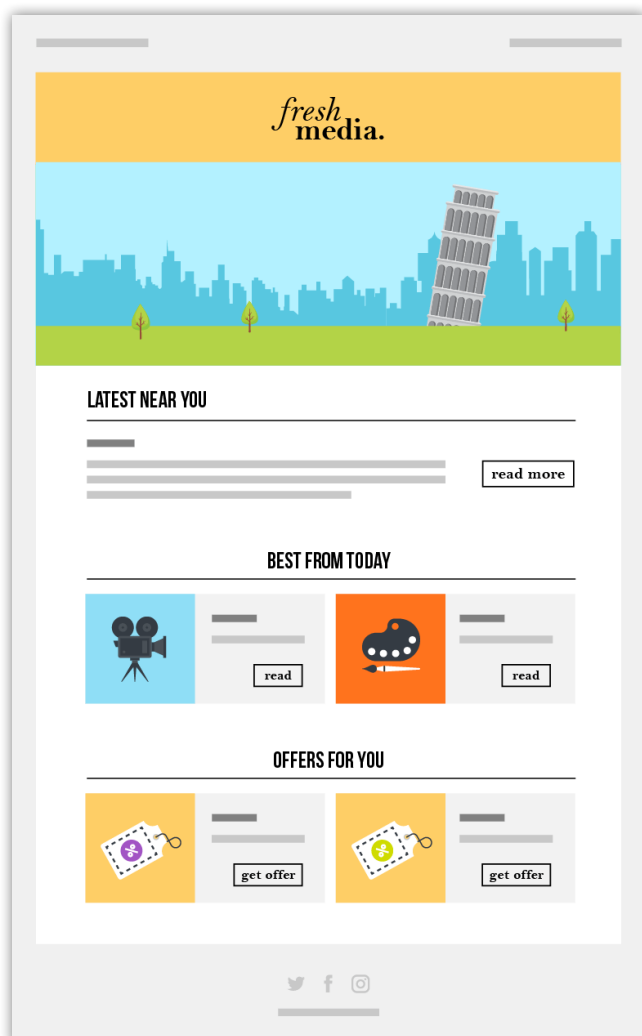 fresh
media.
LATEST NEAR YOU
read more
BEST FROM TODAY
read
read
OFFERS FOR YOU
get offer
get offer